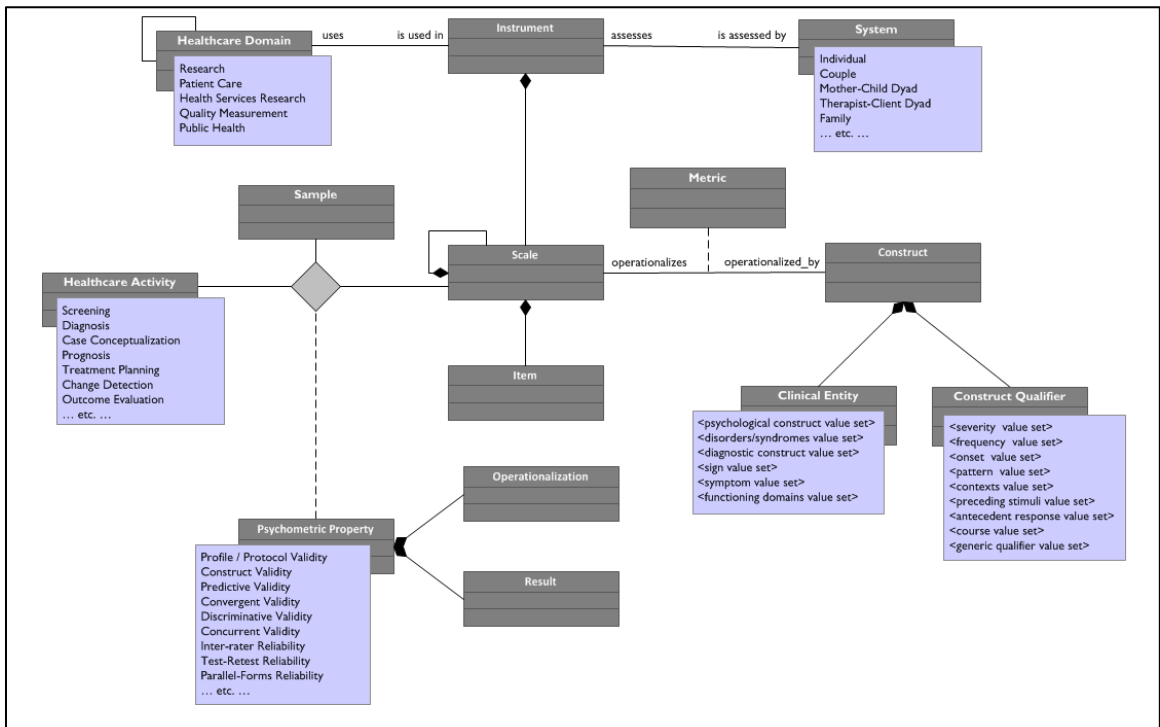 Healthcare Domain
uses
is used in
Instrument
assesses
is assessed by
System
Research
Patient Care
Health Services Research
Quality Measurement
Public Health
Individual
Couple
Mother-Child Dyad
Therapist-Client Dyad
Family
... etc. ...
Sample
Metric
Scale
operationalizes
operationalized_by
Construct
Healthcare Activity
Screening
Diagnosis
Case Conceptualization
Prognosis
Treatment Planning
Change Detection
Outcome Evaluation
... etc. ...
Item
Clinical Entity
<psychological construct value set>
<disorders/syndromes value set>
<diagnostic construct value set>
<sign value set>
<symptom value set>
<functioning domains value set>
Construct Qualifier
<severity value set>
<frequency value set>
<onset value set>
<pattern value set>
<contexts value set>
<preceding stimuli value set>
<antecedent response value set>
<course value set>
<generic qualifier value set>
Operationalization
Psychometric Property
Profile / Protocol Validity
Construct Validity
Predictive Validity
Convergent Validity
Discriminative Validity
Concurrent Validity
Inter-rater Reliability
Test-Retest Reliability
Parallel-Forms Reliability
... etc. ...
Result